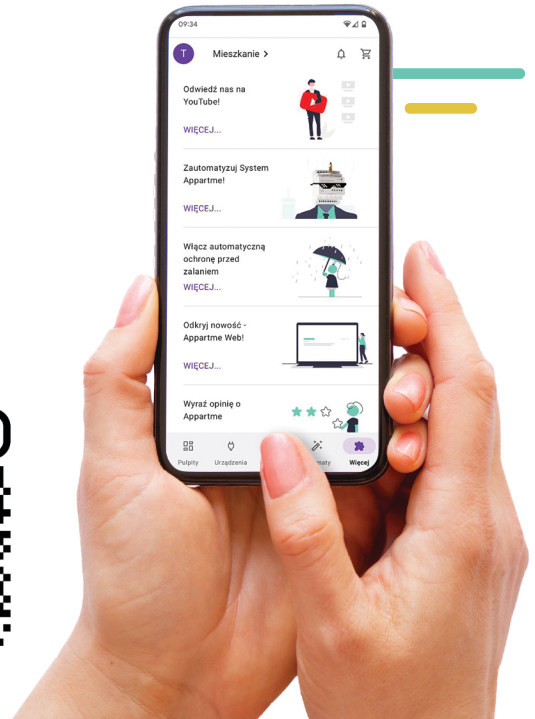 09:34
T
Mieszkanie >
Odwiedź nas na
YouTube!
WIĘCEJ...
Zautomatyzuj System
Appartme!
WIĘCEJ...
Włącz automatyczną
ochronę przed
zalaniem
WIĘCEJ...
Odkryj nowość -
Appartme Web!
WIĘCEJ...
Wyraź opinię o
Appartme
Pulpity
Urządzenia
Więcej